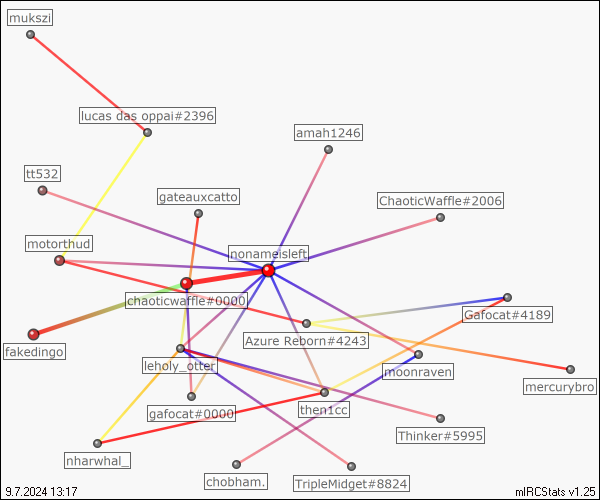 mukszi
lucas das oppai#2396
amah1246
tt532
gateauxcatto
ChaoticWaffle#2006
motorthud
nonameisleft
chaoticwaffle#0000
Gafocat#4189
Azure Reborn#4243
fakedingo
leholy_otter
moonraven
mercurybro
gafocat#0000
then1cc
Thinker#5995
nharwhal_
chobham.
TripleMidget#8824
9.7.2024 13:17
mIRCStats v1.25